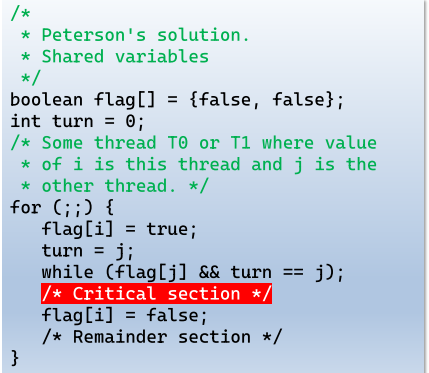 /*
 * Peterson's solution.
 * Shared variables
 */
boolean flag[] = {false, false};
int turn = 0;
/* Some thread T0 or T1 where value
 * of i is this thread and j is the
 * other thread. */
for (;;) {
   flag[i] = true;
   turn = j;
   while (flag[j] && turn == j);
   /* Critical section */
   flag[i] = false;
   /* Remainder section */
}